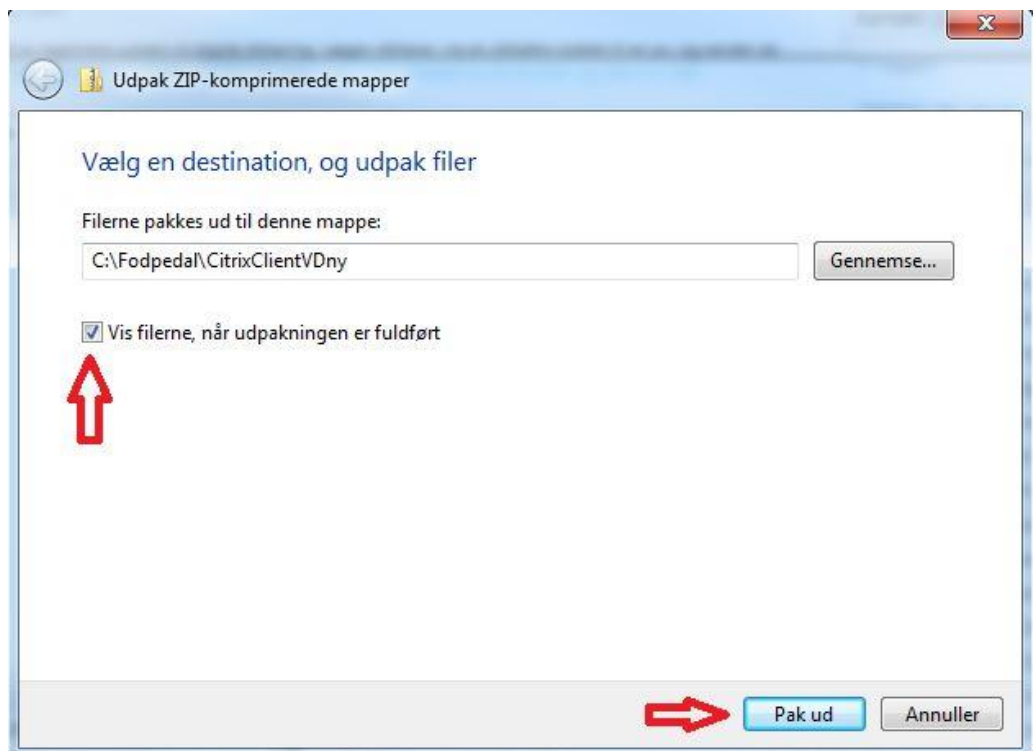 Udpak ZIP-komprimerede mapper
Vælg en destination, og udpak filer
Filerne pakkes ud til denne mappe:
C:\Fodpedal\CitrixClientVDny
Gennemse...
Vis filerne, når udpakningen er fuldført
Pak ud
Annuller